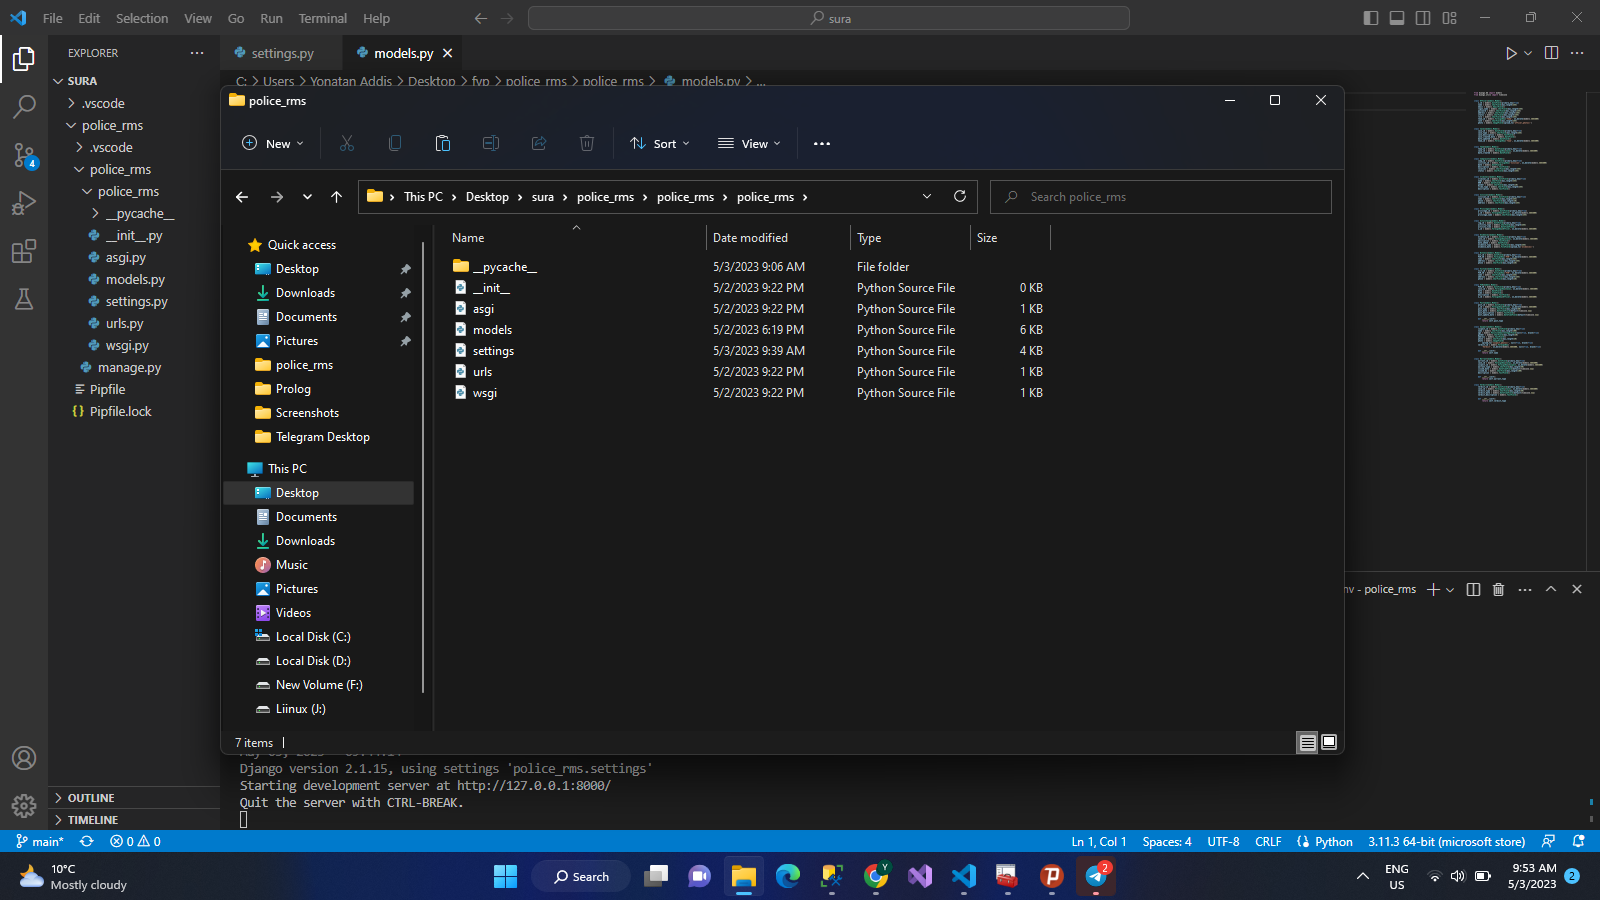 File Edit Selection View Go Run Terminal Help
sura
EXPLORER
settings.py
models.py
SURA
.vscode
police_rms
.vscode
police_rms
police_rms
__pycache__
__init__.py
asgi.py
models.py
settings.py
urls.py
wsgi.py
manage.py
Pipfile
Pipfile.lock
OUTLINE
TIMELINE
4
C: > Users > Yonatan Addis > Desktop > fyp > police_rms > police_rms > models.py > ...
police_rms
New
Sort
View
This PC > Desktop > sura > police_rms > police_rms > police_rms >
Search police_rms
Quick access
Desktop
Downloads
Documents
Pictures
police_rms
Prolog
Screenshots
Telegram Desktop
This PC
Desktop
Documents
Downloads
Music
Pictures
Videos
Local Disk (C:)
Local Disk (D:)
New Volume (F:)
Liinux (J:)
Name Date modified Type Size
__pycache__ 5/3/2023 9:06 AM File folder
__init__ 5/2/2023 9:22 PM Python Source File 0 KB
asgi 5/2/2023 9:22 PM Python Source File 1 KB
models 5/2/2023 6:19 PM Python Source File 6 KB
settings 5/3/2023 9:39 AM Python Source File 4 KB
urls 5/2/2023 9:22 PM Python Source File 1 KB
wsgi 5/2/2023 9:22 PM Python Source File 1 KB
7 items
nv - police_rms
Django version 2.1.15, using settings 'police_rms.settings'
Starting development server at http://127.0.0.1:8000/
Quit the server with CTRL-BREAK.
main* 0 0
Ln 1, Col 1 Spaces: 4 UTF-8 CRLF Python 3.11.3 64-bit (microsoft store)
10°C
Mostly cloudy
Search
Y
2
ENG
US
9:53 AM
5/3/2023
2